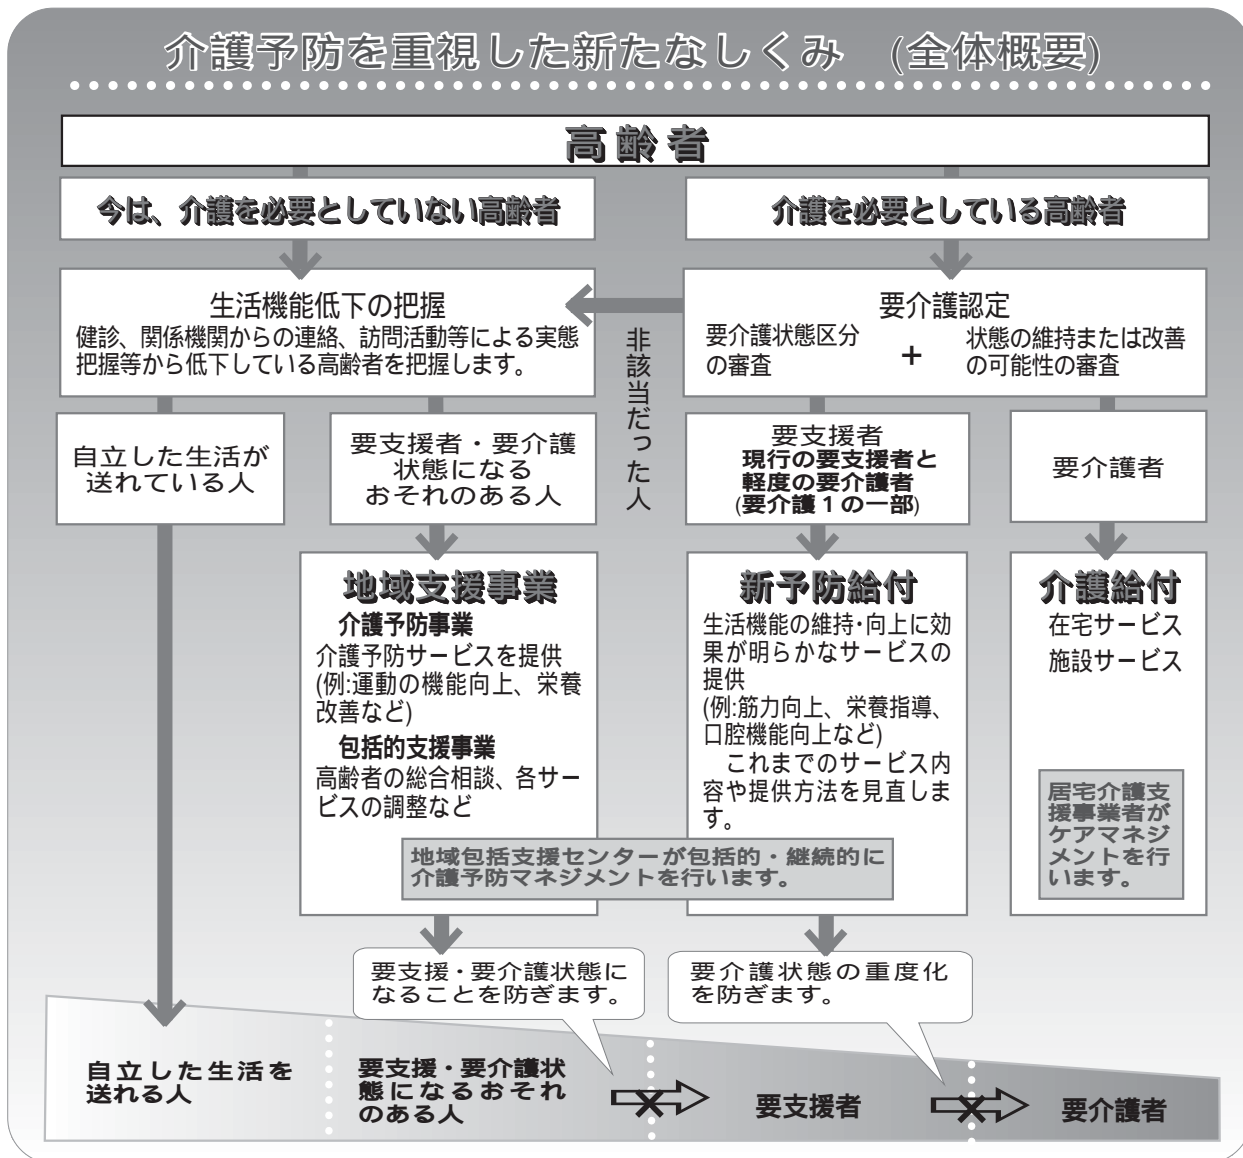 介護予防を重視した新たなしくみ　(全体概要)
高齢者
今は、介護を必要としていない高齢者
介護を必要としている高齢者
生活機能低下の把握
健診、関係機関からの連絡、訪問活動等による実態
把握等から低下している高齢者を把握します。
非該当だった人
要介護認定
要介護状態区分
の審査
+
状態の維持または改善
の可能性の審査
自立した生活が
送れている人
要支援者・要介護
状態になる
おそれのある人
要支援者
現行の要支援者と
軽度の要介護者
(要介護１の一部)
要介護者
地域支援事業
介護予防事業
介護予防サービスを提供
(例:運動の機能向上、栄養
改善など)
包括的支援事業
高齢者の総合相談、各サー
ビスの調整など
新予防給付
生活機能の維持・向上に効
果が明らかなサービスの
提供
(例:筋力向上、栄養指導、
口腔機能向上など)
　これまでのサービス内
容や提供方法を見直しま
す。
介護給付
在宅サービス
施設サービス
居宅介護支
援事業者が
ケアマネジ
メントを行
います。
地域包括支援センターが包括的・継続的に
介護予防マネジメントを行います。
要支援・要介護状態に
なることを防ぎます。
要介護状態の重度化
を防ぎます。
自立した生活を
送れる人
要支援・要介護状
態になるおそれ
のある人
要支援者
要介護者